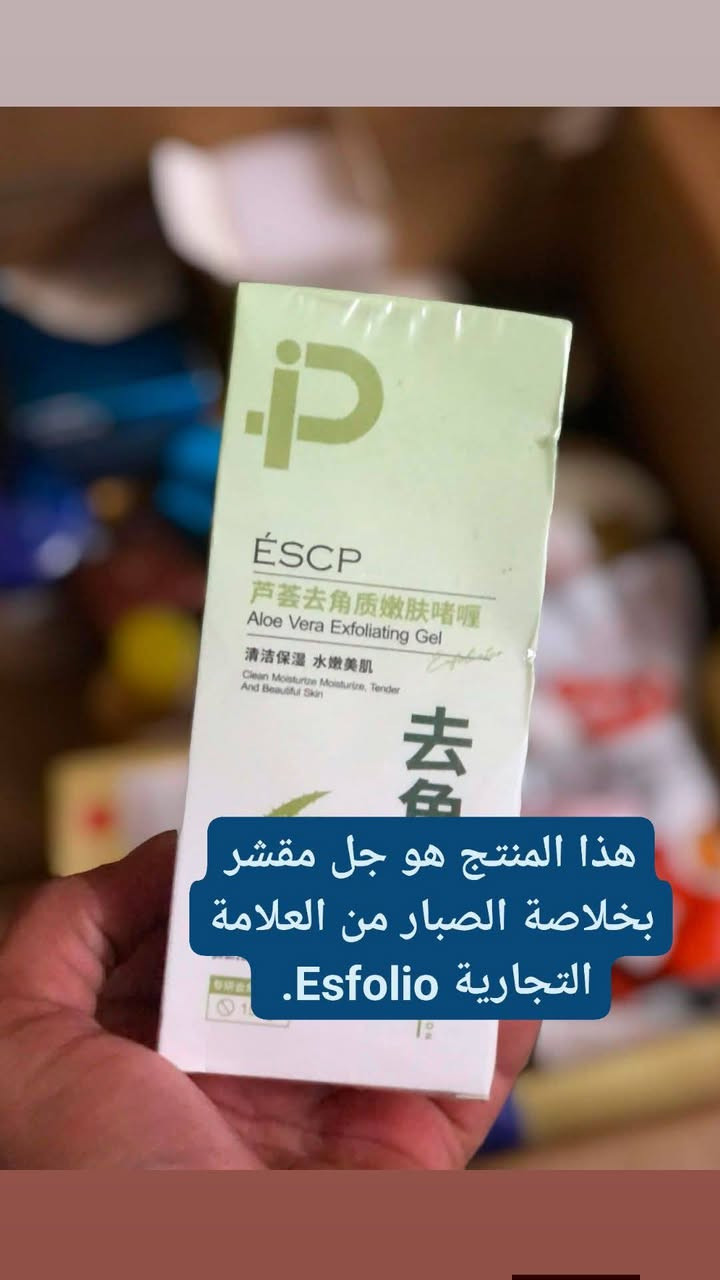 ÉSCP
芦荟去角质嫩肤啫喱
Aloe Vera Exfoliating Gel
清洁保湿 水嫩美肌
Clean Moisturize Moisturize, Tender
And Beautiful Skin
去
角
هذا المنتج هو جل مقشر
بخلاصة الصبار من العلامة
التجارية Esfolio.